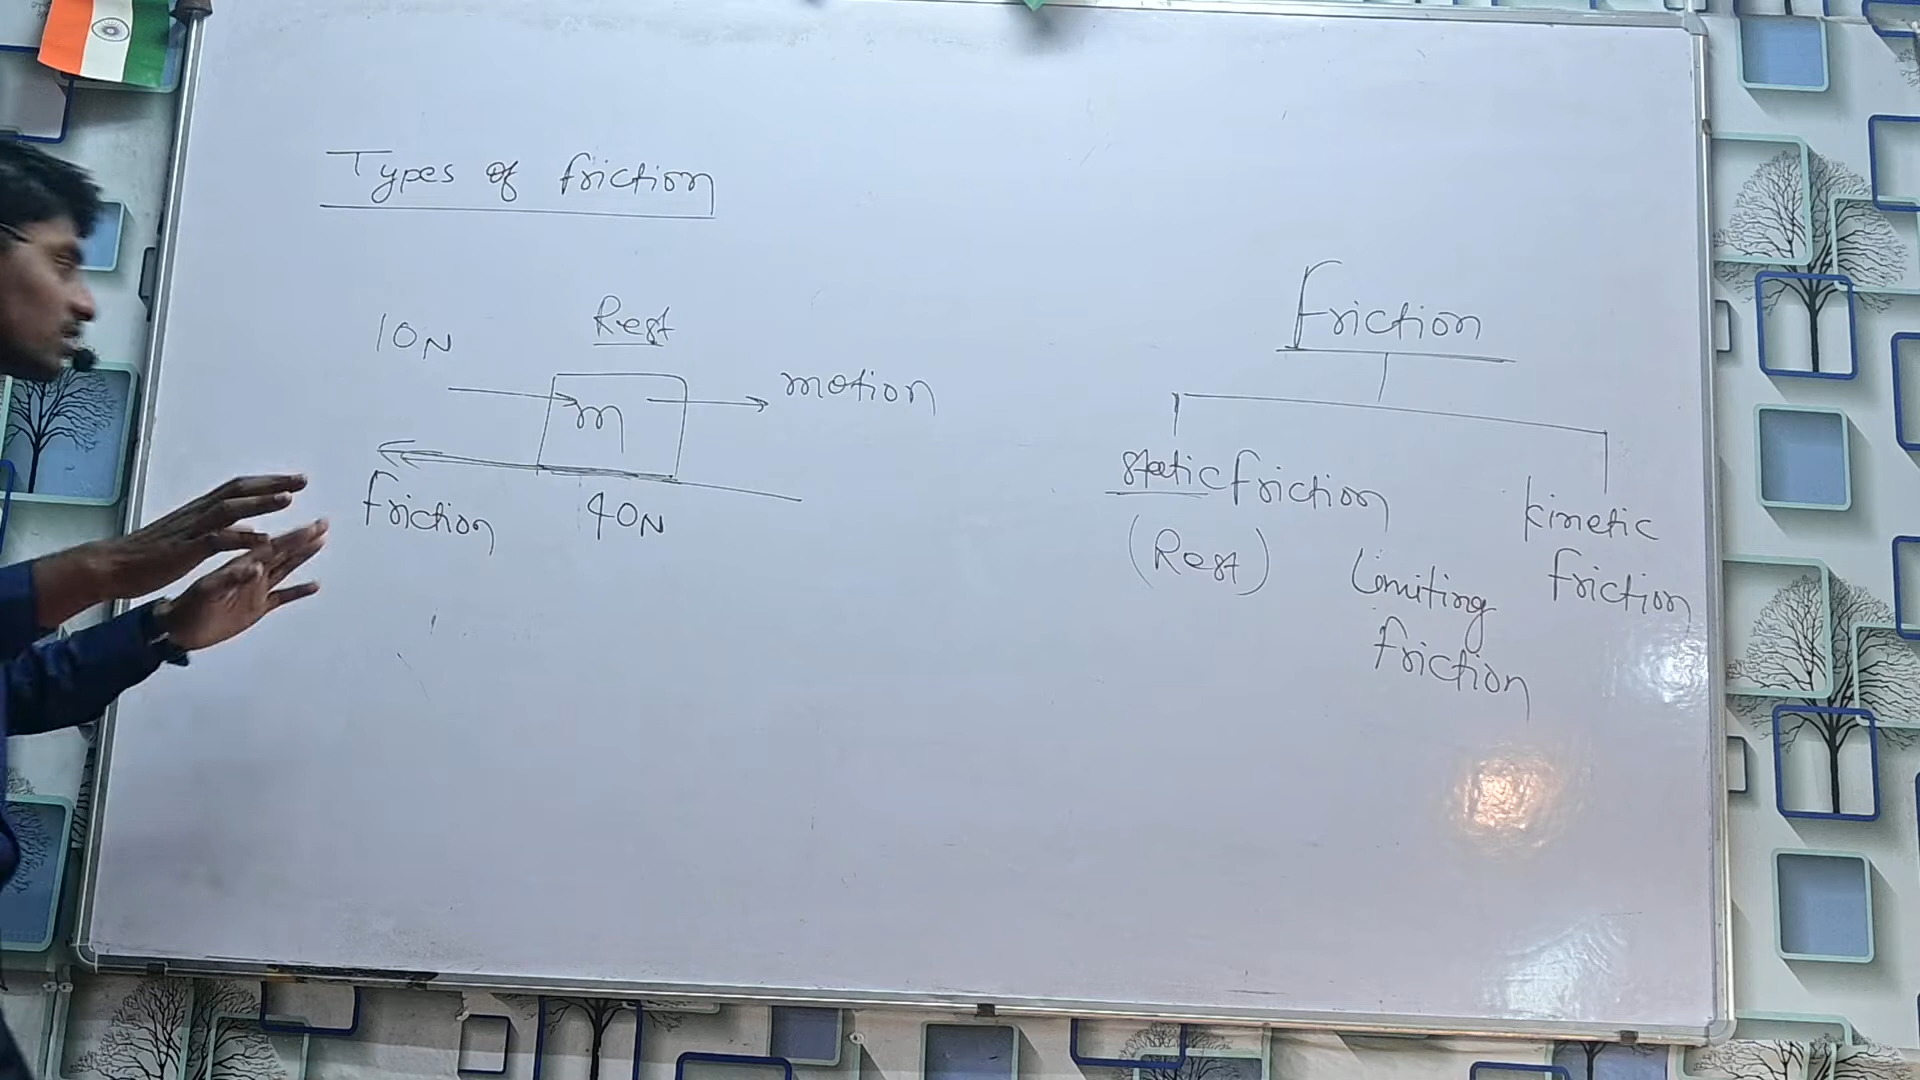 Types of friction
10N
Rest
m
motion
friction
40N
Friction
static friction
(Rest)
kinetic
friction
Limiting
friction